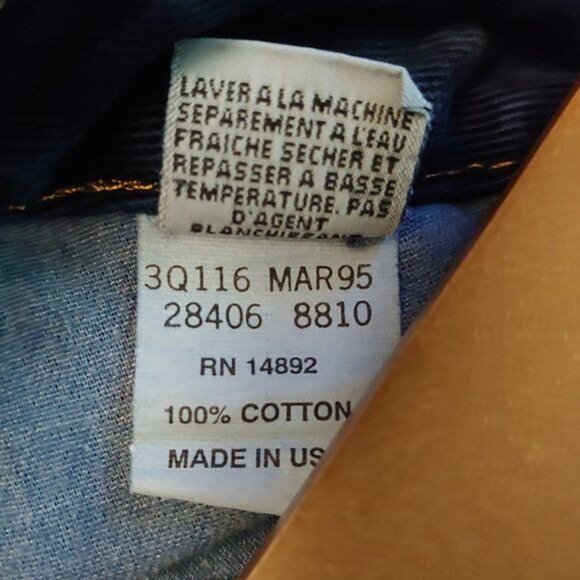 LAVER A LA MACHINE
SEPAREMENT A L'EAU
FRAICHE SECHER ET
REPASSER A BASSE
TEMPERATURE. PAS
D'AGENT
3Q116 MAR95
28406 8810
RN 14892
100% COTTON
MADE IN US